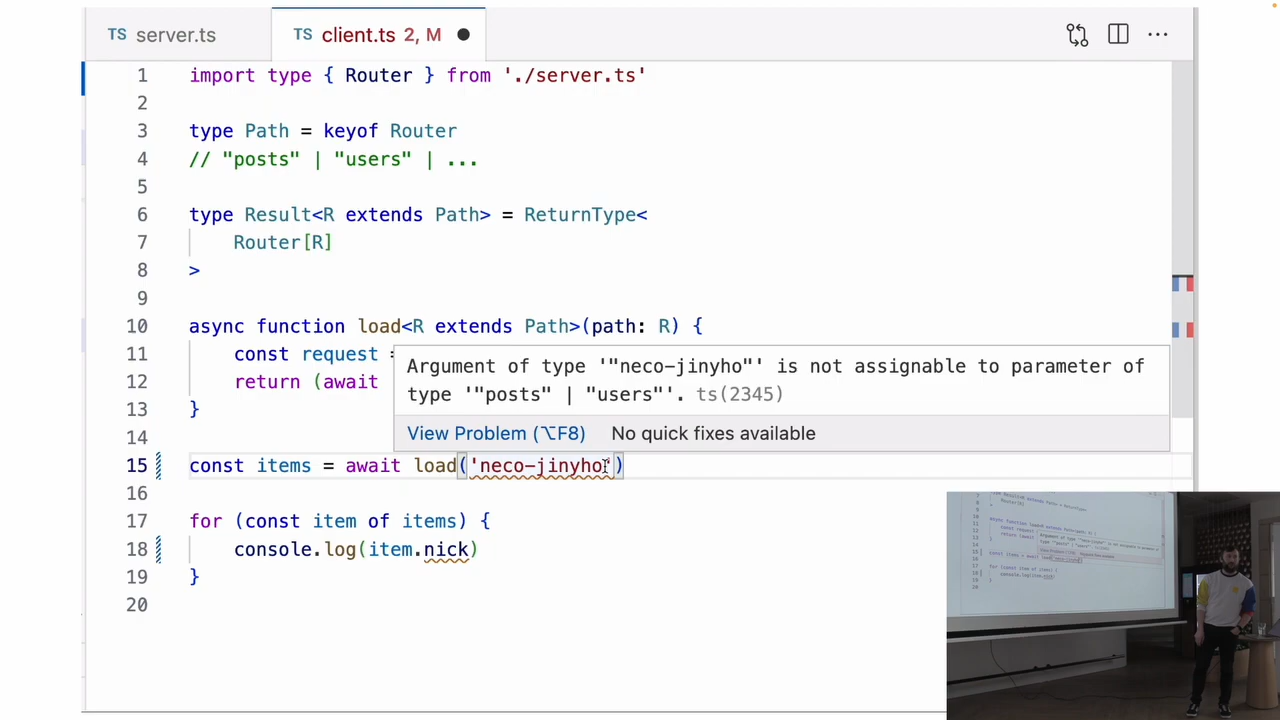 TS server.ts
TS client.ts 2, M
1 import type { Router } from './server.ts'
2
3 type Path = keyof Router
4 // "posts" | "users" | ...
5
6 type Result<R extends Path> = ReturnType<
7 Router[R]
8 >
9
10 async function load<R extends Path>(path: R) {
11 const request =
12 return (await
13 }
Argument of type '"neco-jinyho"' is not assignable to parameter of
type '"posts" | "users"'. ts(2345)
View Problem (⌥F8) No quick fixes available
14
15 const items = await load('neco-jinyho')
16
17 for (const item of items) {
18 console.log(item.nick)
19 }
20